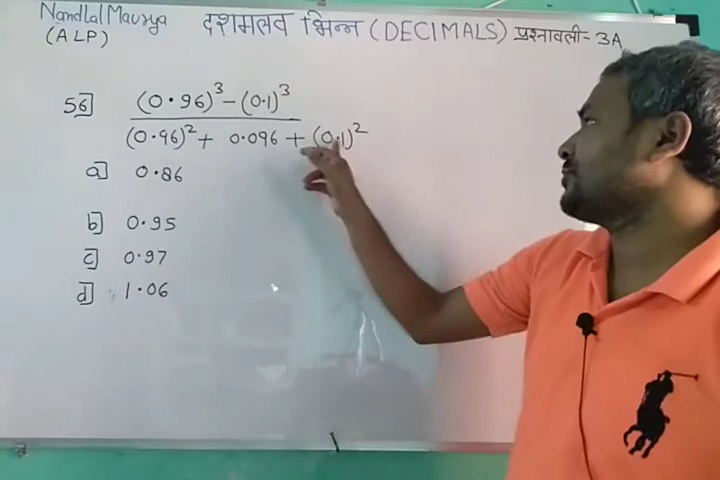 Nandlal Maurya
(ALP)
दशमलव भिन्न (DECIMALS) प्रश्नावली- 3A
56] (0.96)³ - (0.1)³
(0.96)² + 0.096 + (0.1)²
a] 0.86
b] 0.95
c] 0.97
d] 1.06